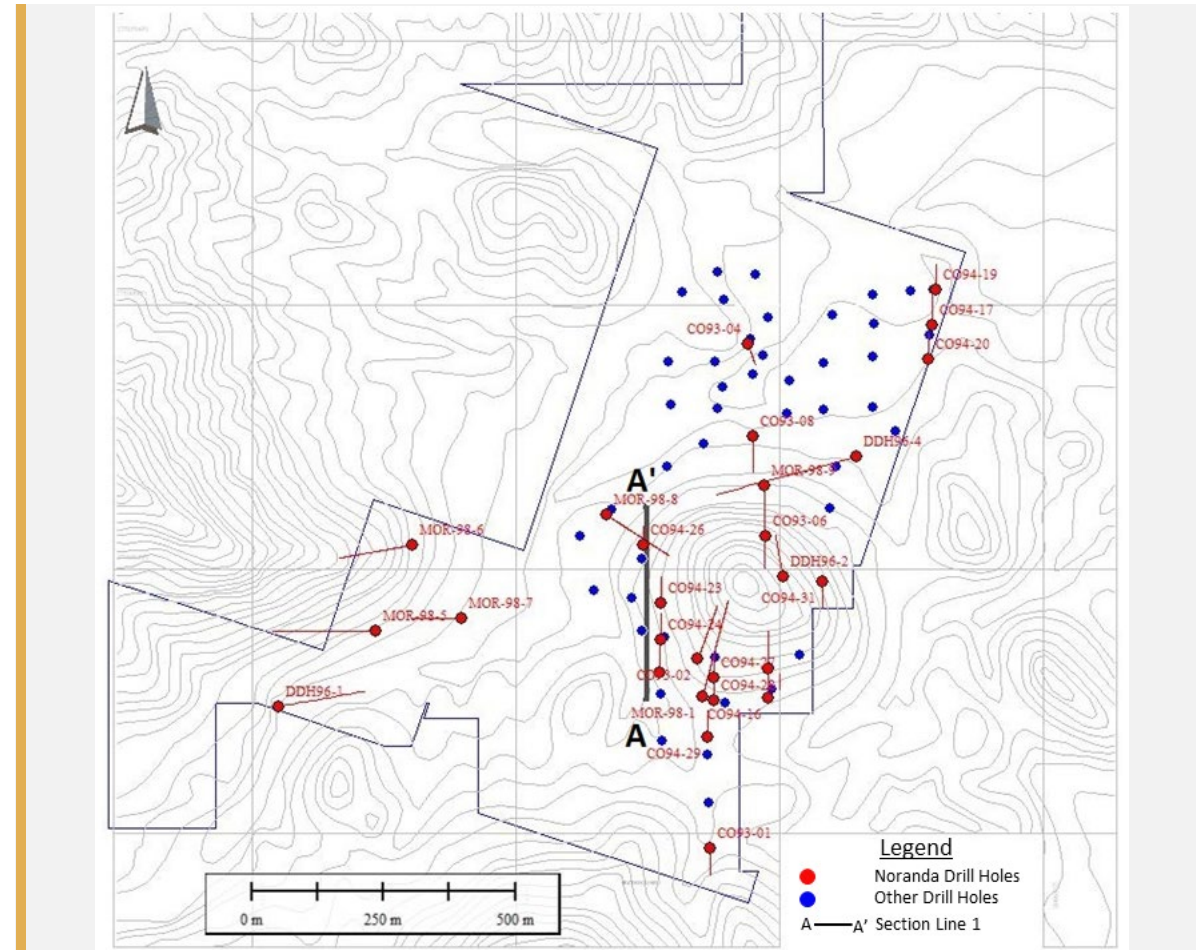 CO94-19
CO94-17
CO93-04
CO94-20
CO93-08
DDH96-4
MOR-98-9
A'
MOR-98-8
CO94-26
MOR-98-6
CO93-06
DDH96-2
CO94-23
CO94-31
MOR-98-7
MOR-98-5
CO94-24
CO94-27
CO93-02
CO94-28
DDH96-1
MOR-98-1
CO94-16
A
CO94-29
CO93-01
Legend
Noranda Drill Holes
Other Drill Holes
A A' Section Line 1
0 m 250 m 500 m